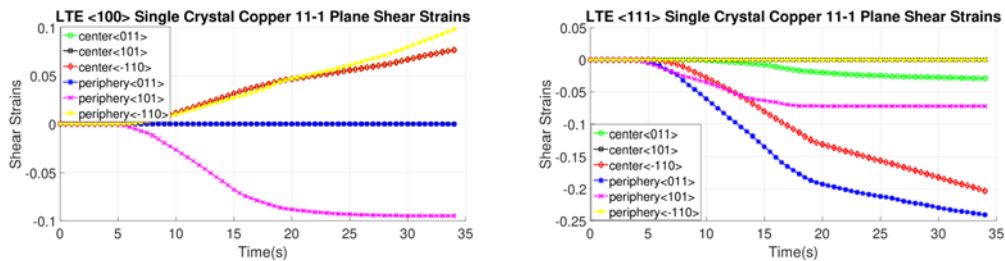 LTE <100> Single Crystal Copper 11-1 Plane Shear Strains
0.1
0.05
0
-0.05
-0.1
Shear Strains
center<011>
center<101>
center<-110>
periphery<011>
periphery<101>
periphery<-110>
0 5 10 15 20 25 30 35
Time(s)
LTE <111> Single Crystal Copper 11-1 Plane Shear Strains
0
-0.05
-0.1
-0.15
-0.2
-0.25
Shear Strains
center<011>
center<101>
center<-110>
periphery<011>
periphery<101>
periphery<-110>
0 5 10 15 20 25 30 35
Time(s)